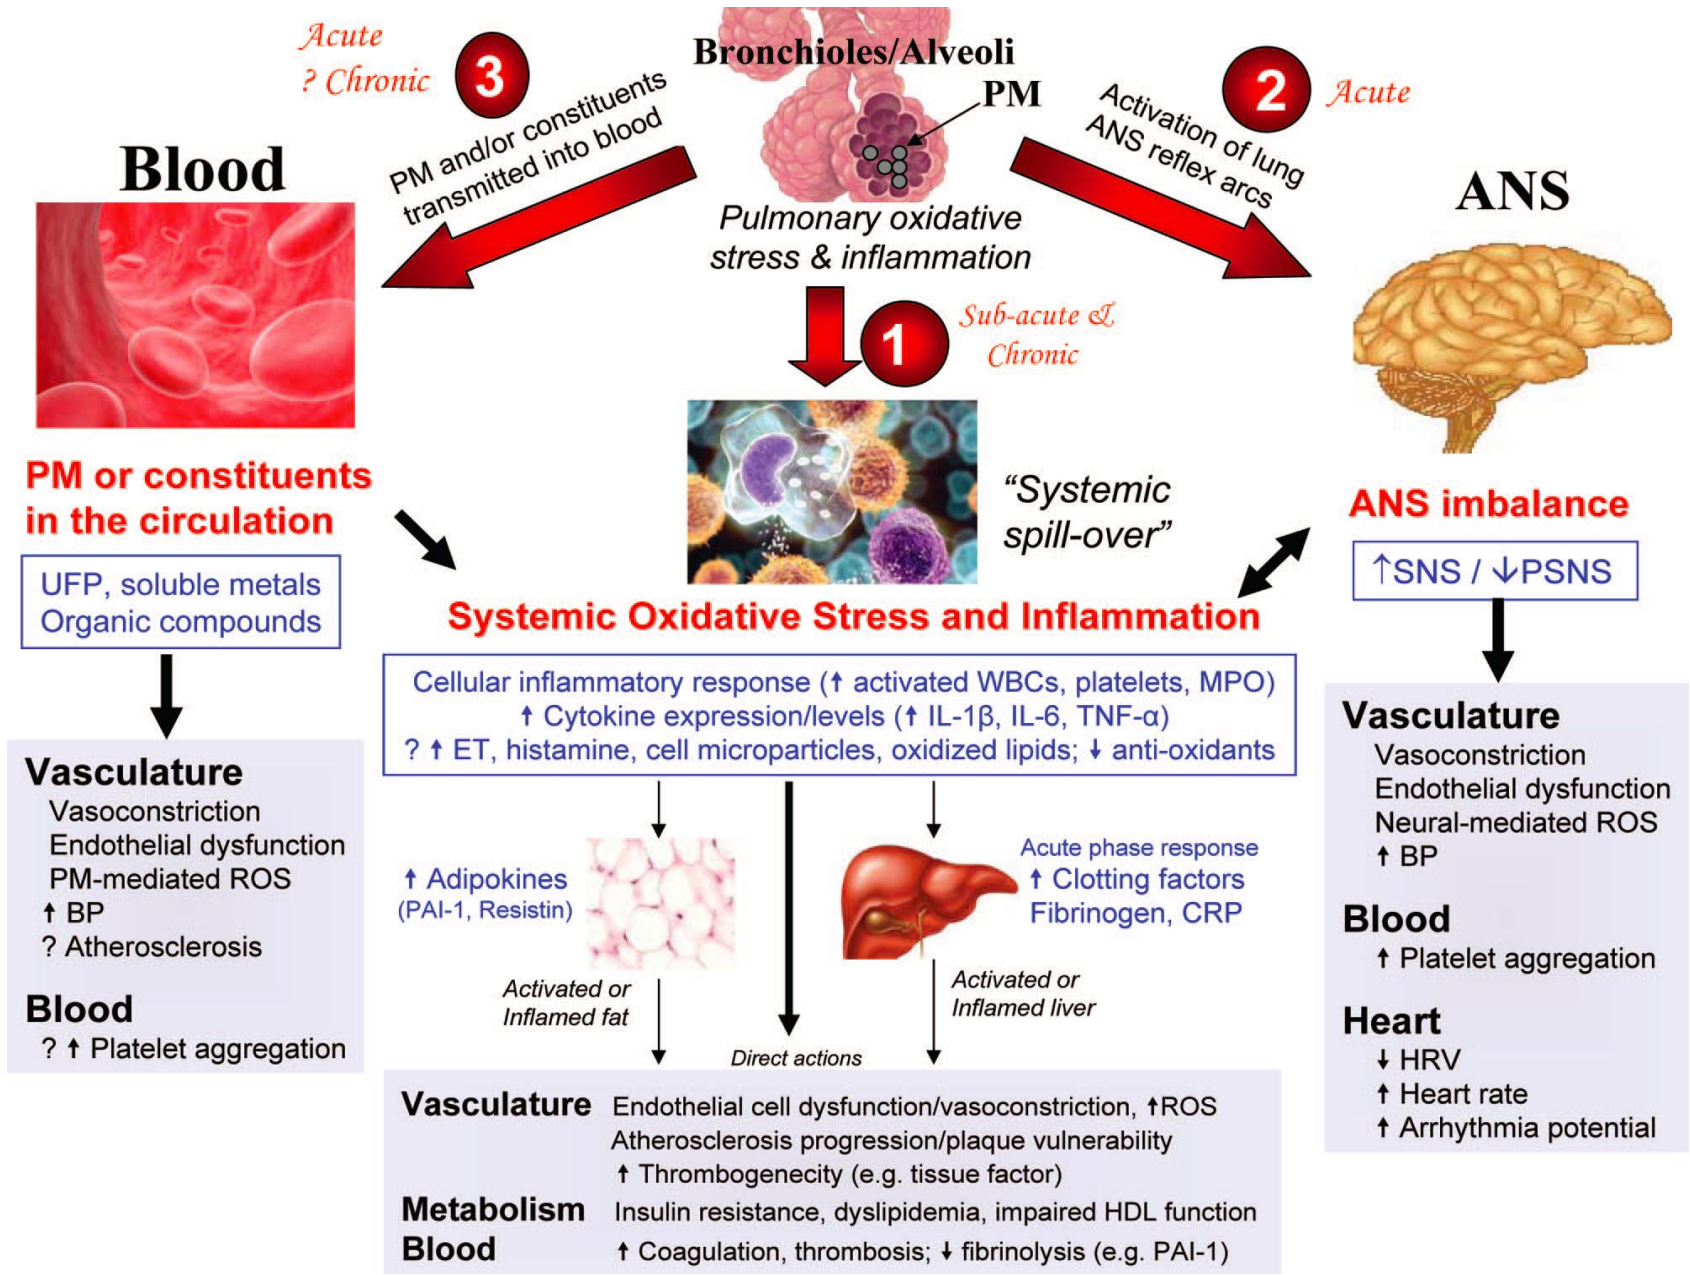 Acute
? Chronic
3
PM and/or constituents
transmitted into blood
Bronchioles/Alveoli
PM
Pulmonary oxidative
stress & inflammation
2
Acute
Activation of lung
ANS reflex arcs
Blood
ANS
1
Sub-acute &
Chronic
"Systemic
spill-over"
PM or constituents
in the circulation
UFP, soluble metals
Organic compounds
Vasculature
Vasoconstriction
Endothelial dysfunction
PM-mediated ROS
↑ BP
? Atherosclerosis
Blood
? ↑ Platelet aggregation
Systemic Oxidative Stress and Inflammation
Cellular inflammatory response (↑ activated WBCs, platelets, MPO)
↑ Cytokine expression/levels (↑ IL-1β, IL-6, TNF-α)
? ↑ ET, histamine, cell microparticles, oxidized lipids; ↓ anti-oxidants
↑ Adipokines
(PAI-1, Resistin)
Activated or
Inflamed fat
Direct actions
Acute phase response
↑ Clotting factors
Fibrinogen, CRP
Activated or
Inflamed liver
Vasculature Endothelial cell dysfunction/vasoconstriction, ↑ROS
Atherosclerosis progression/plaque vulnerability
↑ Thrombogenecity (e.g. tissue factor)
Metabolism Insulin resistance, dyslipidemia, impaired HDL function
Blood ↑ Coagulation, thrombosis; ↓ fibrinolysis (e.g. PAI-1)
ANS imbalance
↑SNS / ↓PSNS
Vasculature
Vasoconstriction
Endothelial dysfunction
Neural-mediated ROS
↑ BP
Blood
↑ Platelet aggregation
Heart
↓ HRV
↑ Heart rate
↑ Arrhythmia potential